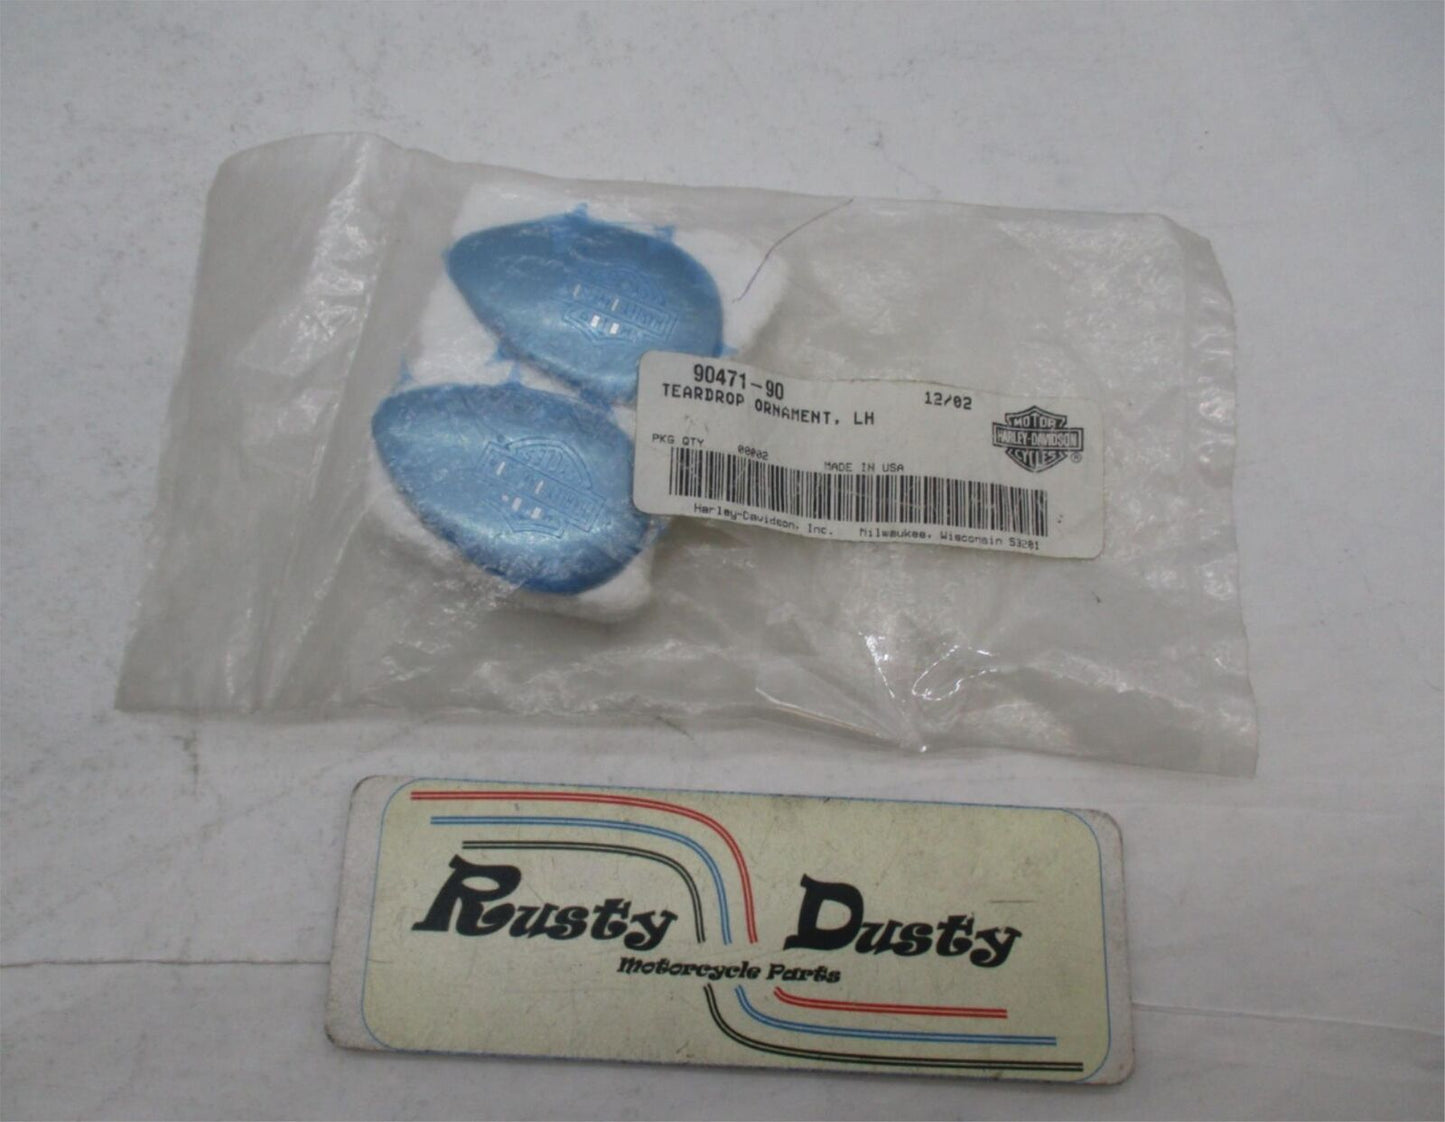 90471-90
12/02
TEARDROP ORNAMENT, LH
MOTOR
HARLEY-DAVIDSON
CYCLES®
PKG QTY 00002 MADE IN USA
Harley-Davidson, Inc. Milwaukee, Wisconsin 53201
Rusty Dusty
Motorcycle Parts